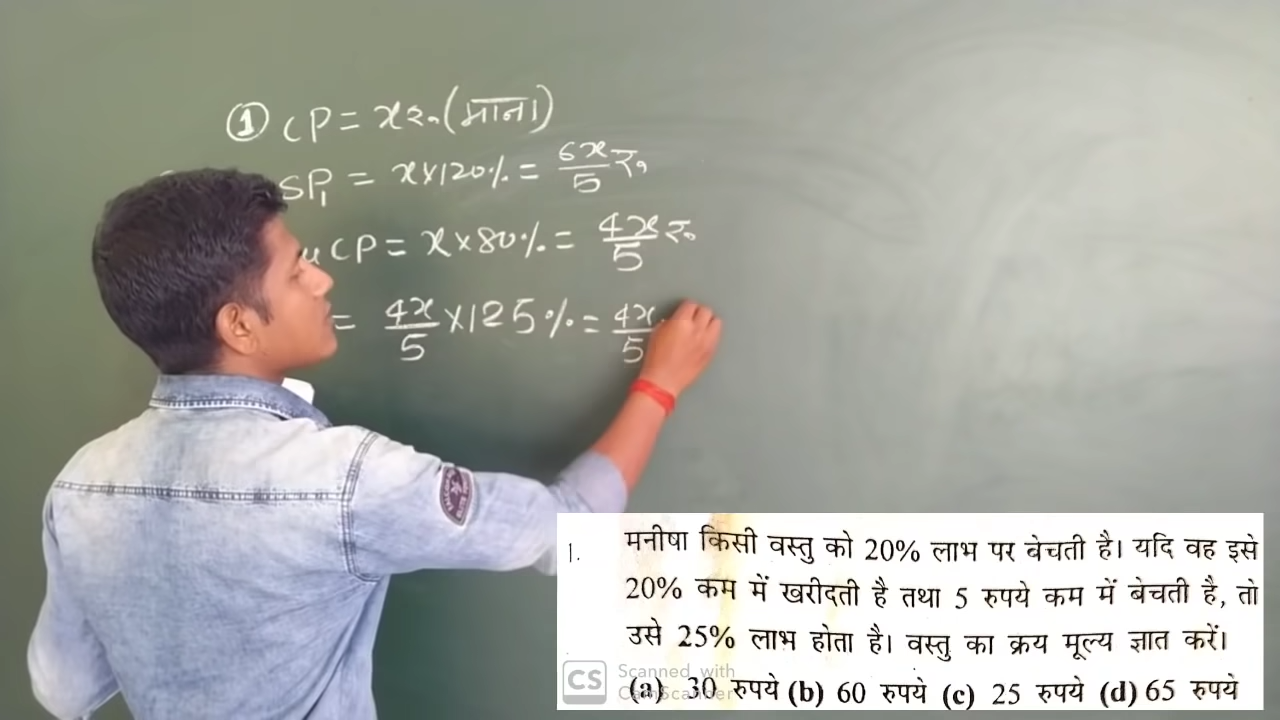 ① CP = x रु (माना)
SP₁ = x×120% = 6x/5 रु
CP = x×80% = 4x/5 रु
= 4x/5 ×125% = 4x/5
1. मनीषा किसी वस्तु को 20% लाभ पर बेचती है। यदि वह इसे
20% कम में खरीदती है तथा 5 रुपये कम में बेचती है, तो
उसे 25% लाभ होता है। वस्तु का क्रय मूल्य ज्ञात करें।
(a) 30 रुपये (b) 60 रुपये (c) 25 रुपये (d) 65 रुपये
CS Scanned with
CamScanner